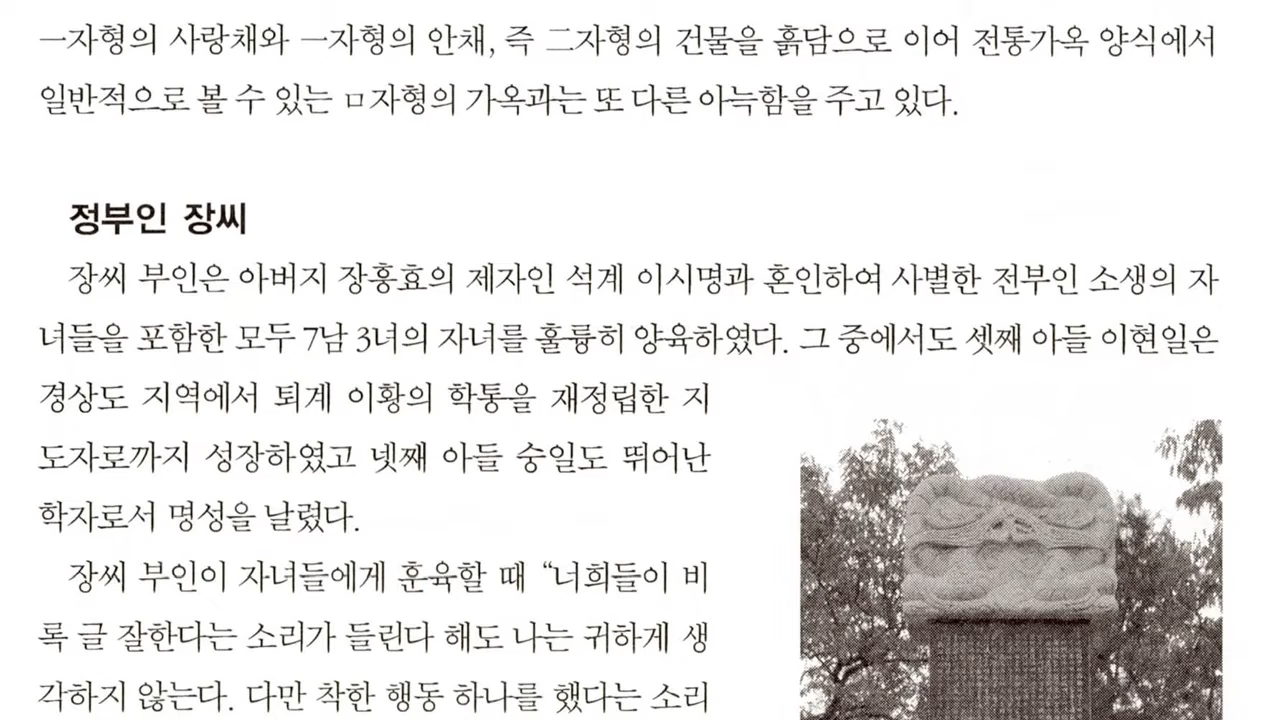 一자형의 사랑채와 一자형의 안채, 즉 二자형의 건물을 흙담으로 이어 전통가옥 양식에서
일반적으로 볼 수 있는 ㅁ자형의 가옥과는 또 다른 아늑함을 주고 있다.
정부인 장씨
장씨 부인은 아버지 장흥효의 제자인 석계 이시명과 혼인하여 사별한 전부인 소생의 자
녀들을 포함한 모두 7남 3녀의 자녀를 훌륭히 양육하였다. 그 중에서도 셋째 아들 이현일은
경상도 지역에서 퇴계 이황의 학통을 재정립한 지
도자로까지 성장하였고 넷째 아들 숭일도 뛰어난
학자로서 명성을 날렸다.
장씨 부인이 자녀들에게 훈육할 때 “너희들이 비
록 글 잘한다는 소리가 들린다 해도 나는 귀하게 생
각하지 않는다. 다만 착한 행동 하나를 했다는 소리